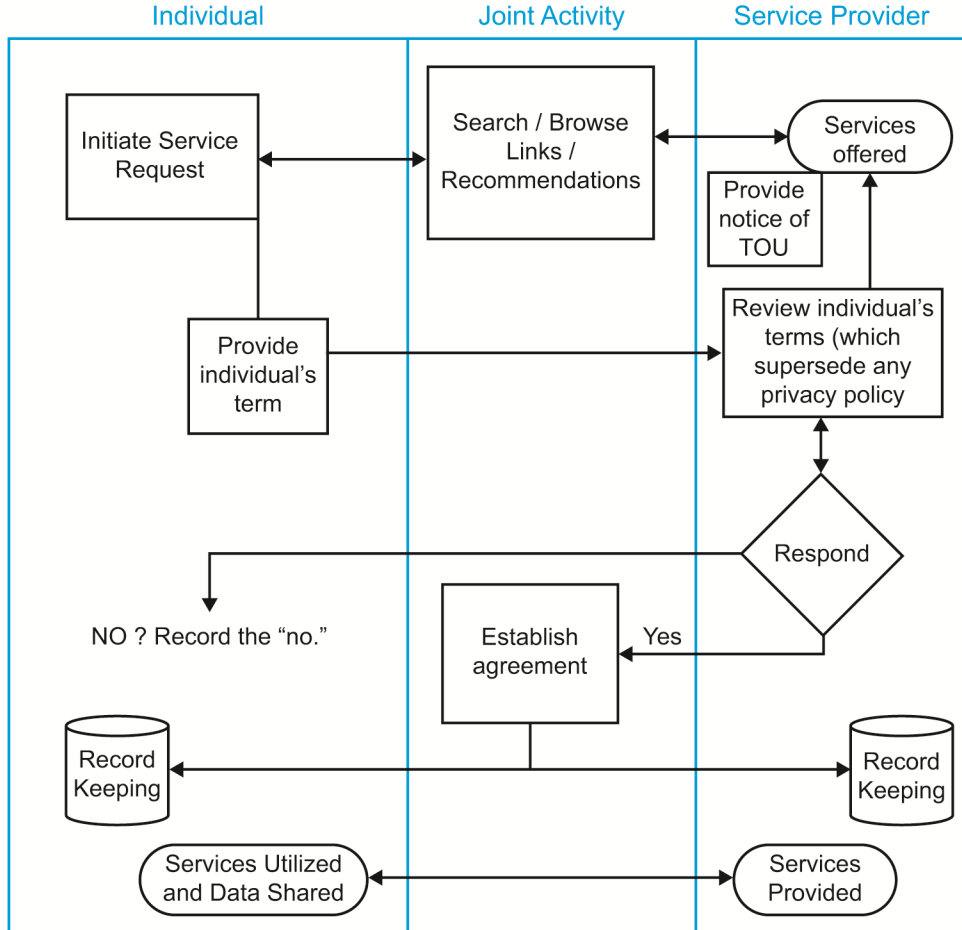 Individual
Joint Activity
Service Provider
Initiate Service
Request
Search / Browse
Links /
Recommendations
Services
offered
Provide
notice of
TOU
Provide
individual’s
term
Review individual’s
terms (which
supersede any
privacy policy
Respond
NO ? Record the “no.”
Establish
agreement
Yes
Record
Keeping
Record
Keeping
Services Utilized
and Data Shared
Services
Provided